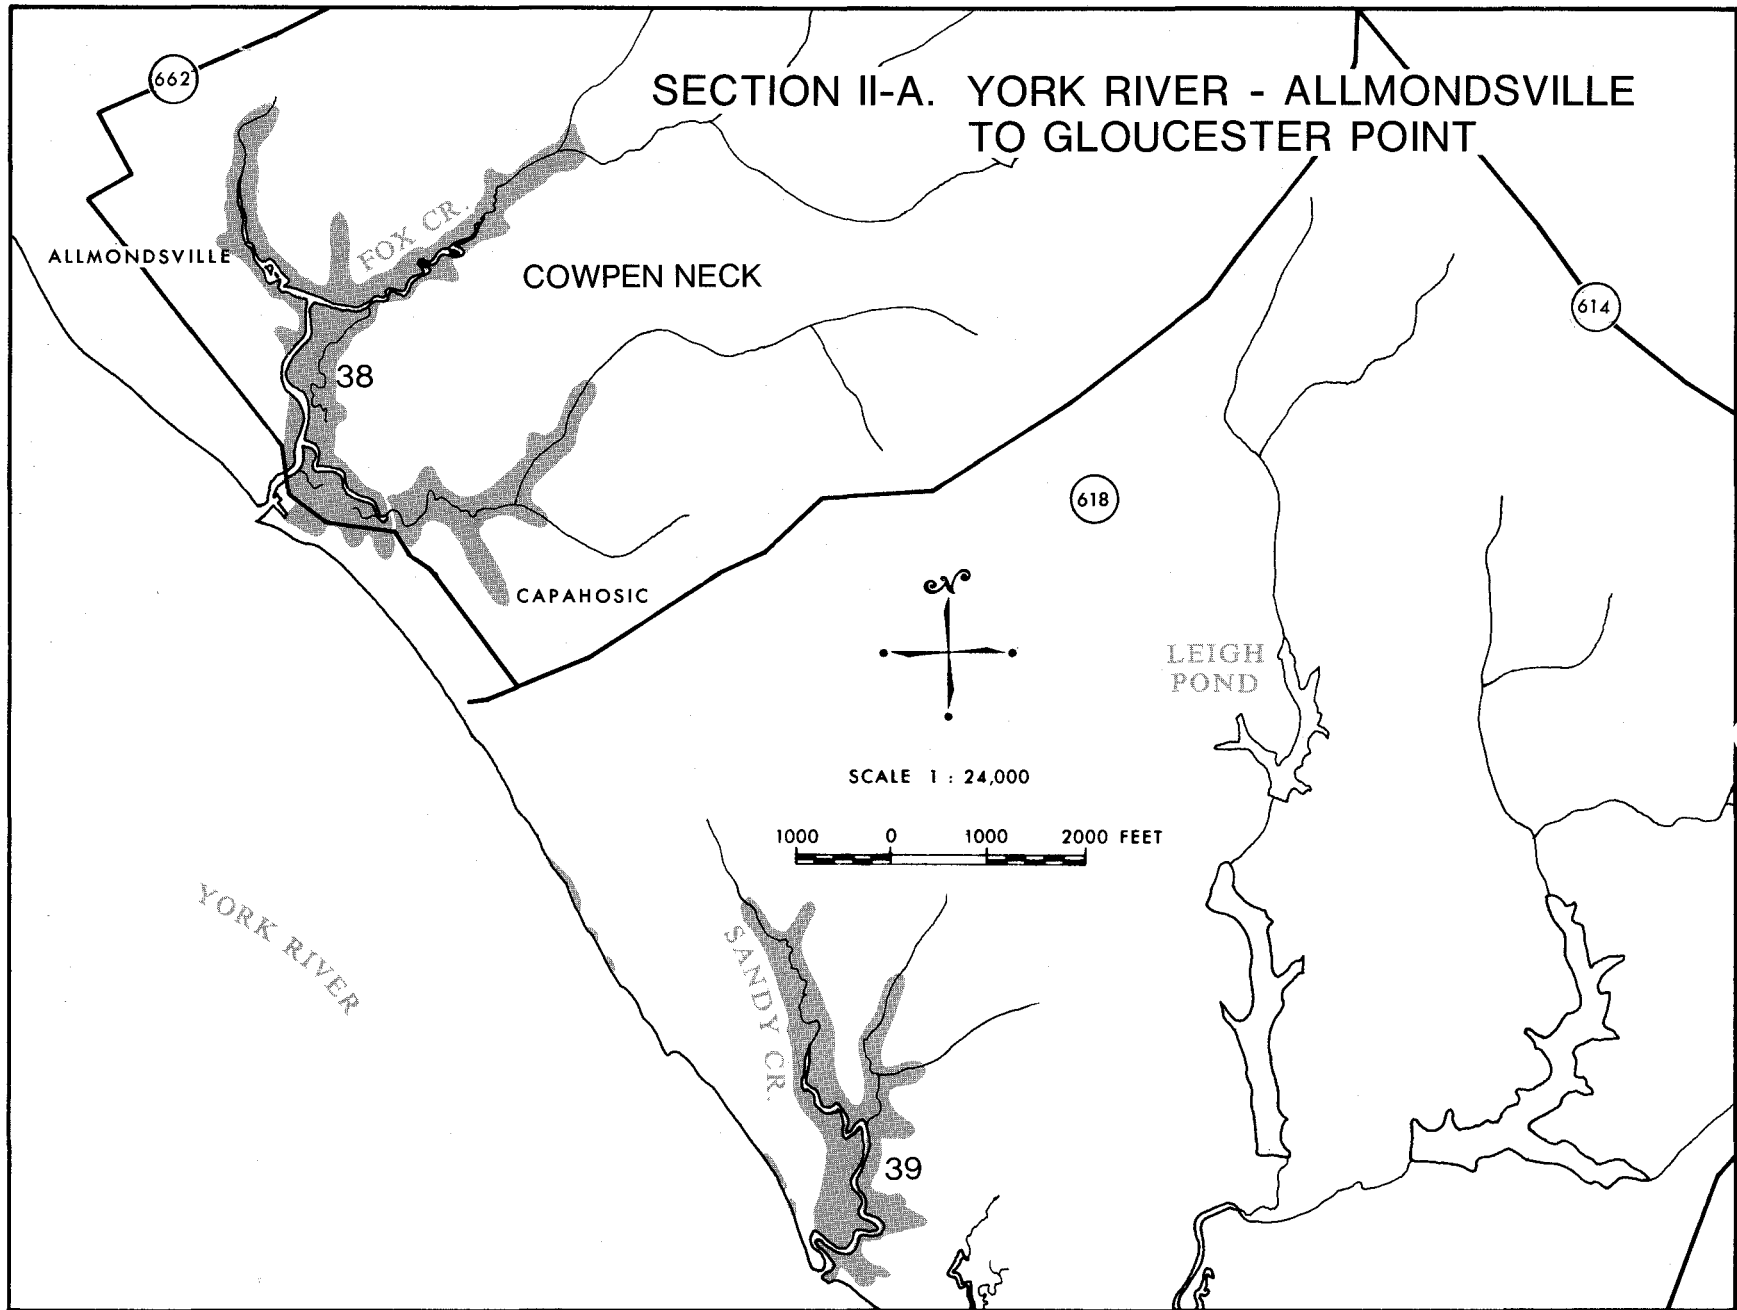 662
SECTION II-A. YORK RIVER - ALLMONDSVILLE
TO GLOUCESTER POINT
FOX CR.
ALLMONDSVILLE
COWPEN NECK
614
38
618
N
CAPAHOSIC
LEIGH
POND
SCALE 1 : 24,000
1000 0 1000 2000 FEET
YORK RIVER
SANDY CR.
39